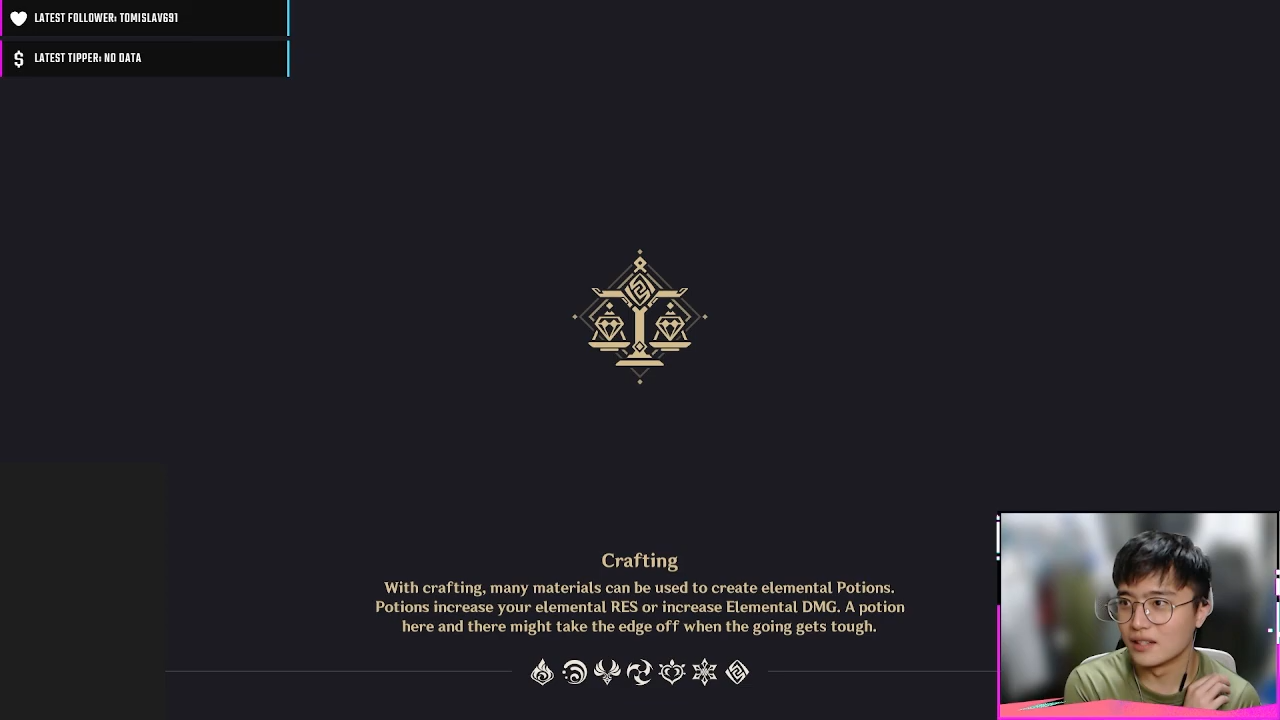 LATEST FOLLOWER: TOMISLAV691
LATEST TIPPER: NO DATA
Crafting
With crafting, many materials can be used to create elemental Potions.
Potions increase your elemental RES or increase Elemental DMG. A potion
here and there might take the edge off when the going gets tough.